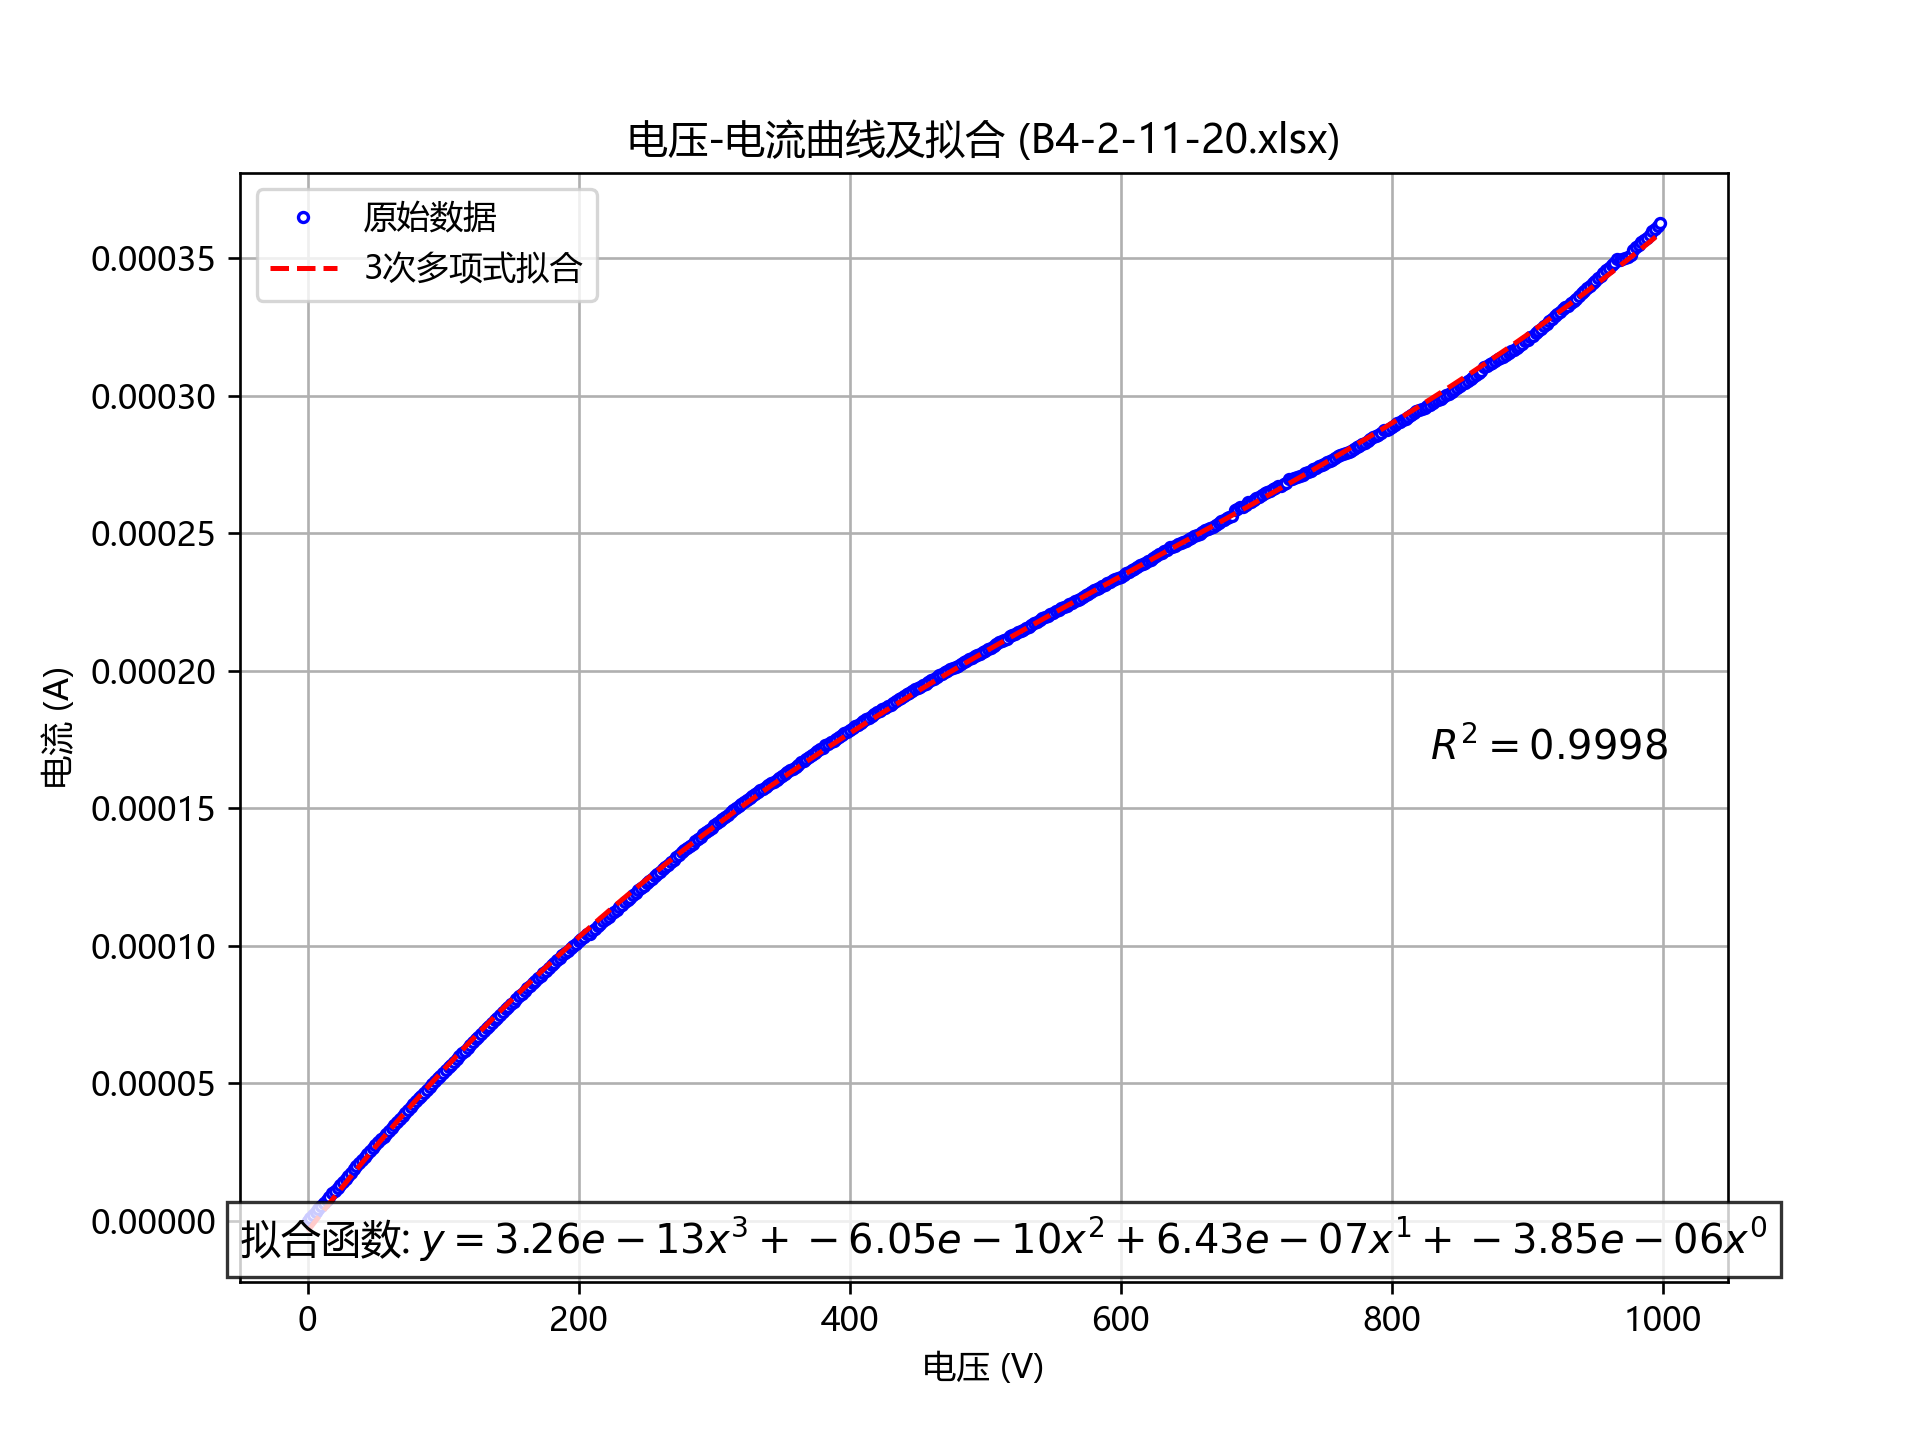 电压-电流曲线及拟合 (B4-2-11-20.xlsx)
原始数据
3次多项式拟合
0.00035
0.00030
0.00025
0.00020
0.00015
0.00010
0.00005
0.00000
电流 (A)
R² = 0.9998
拟合函数: y = 3.26e − 13x³ + −6.05e − 10x² + 6.43e − 07x¹ + −3.85e − 06x⁰
0 200 400 600 800 1000
电压 (V)